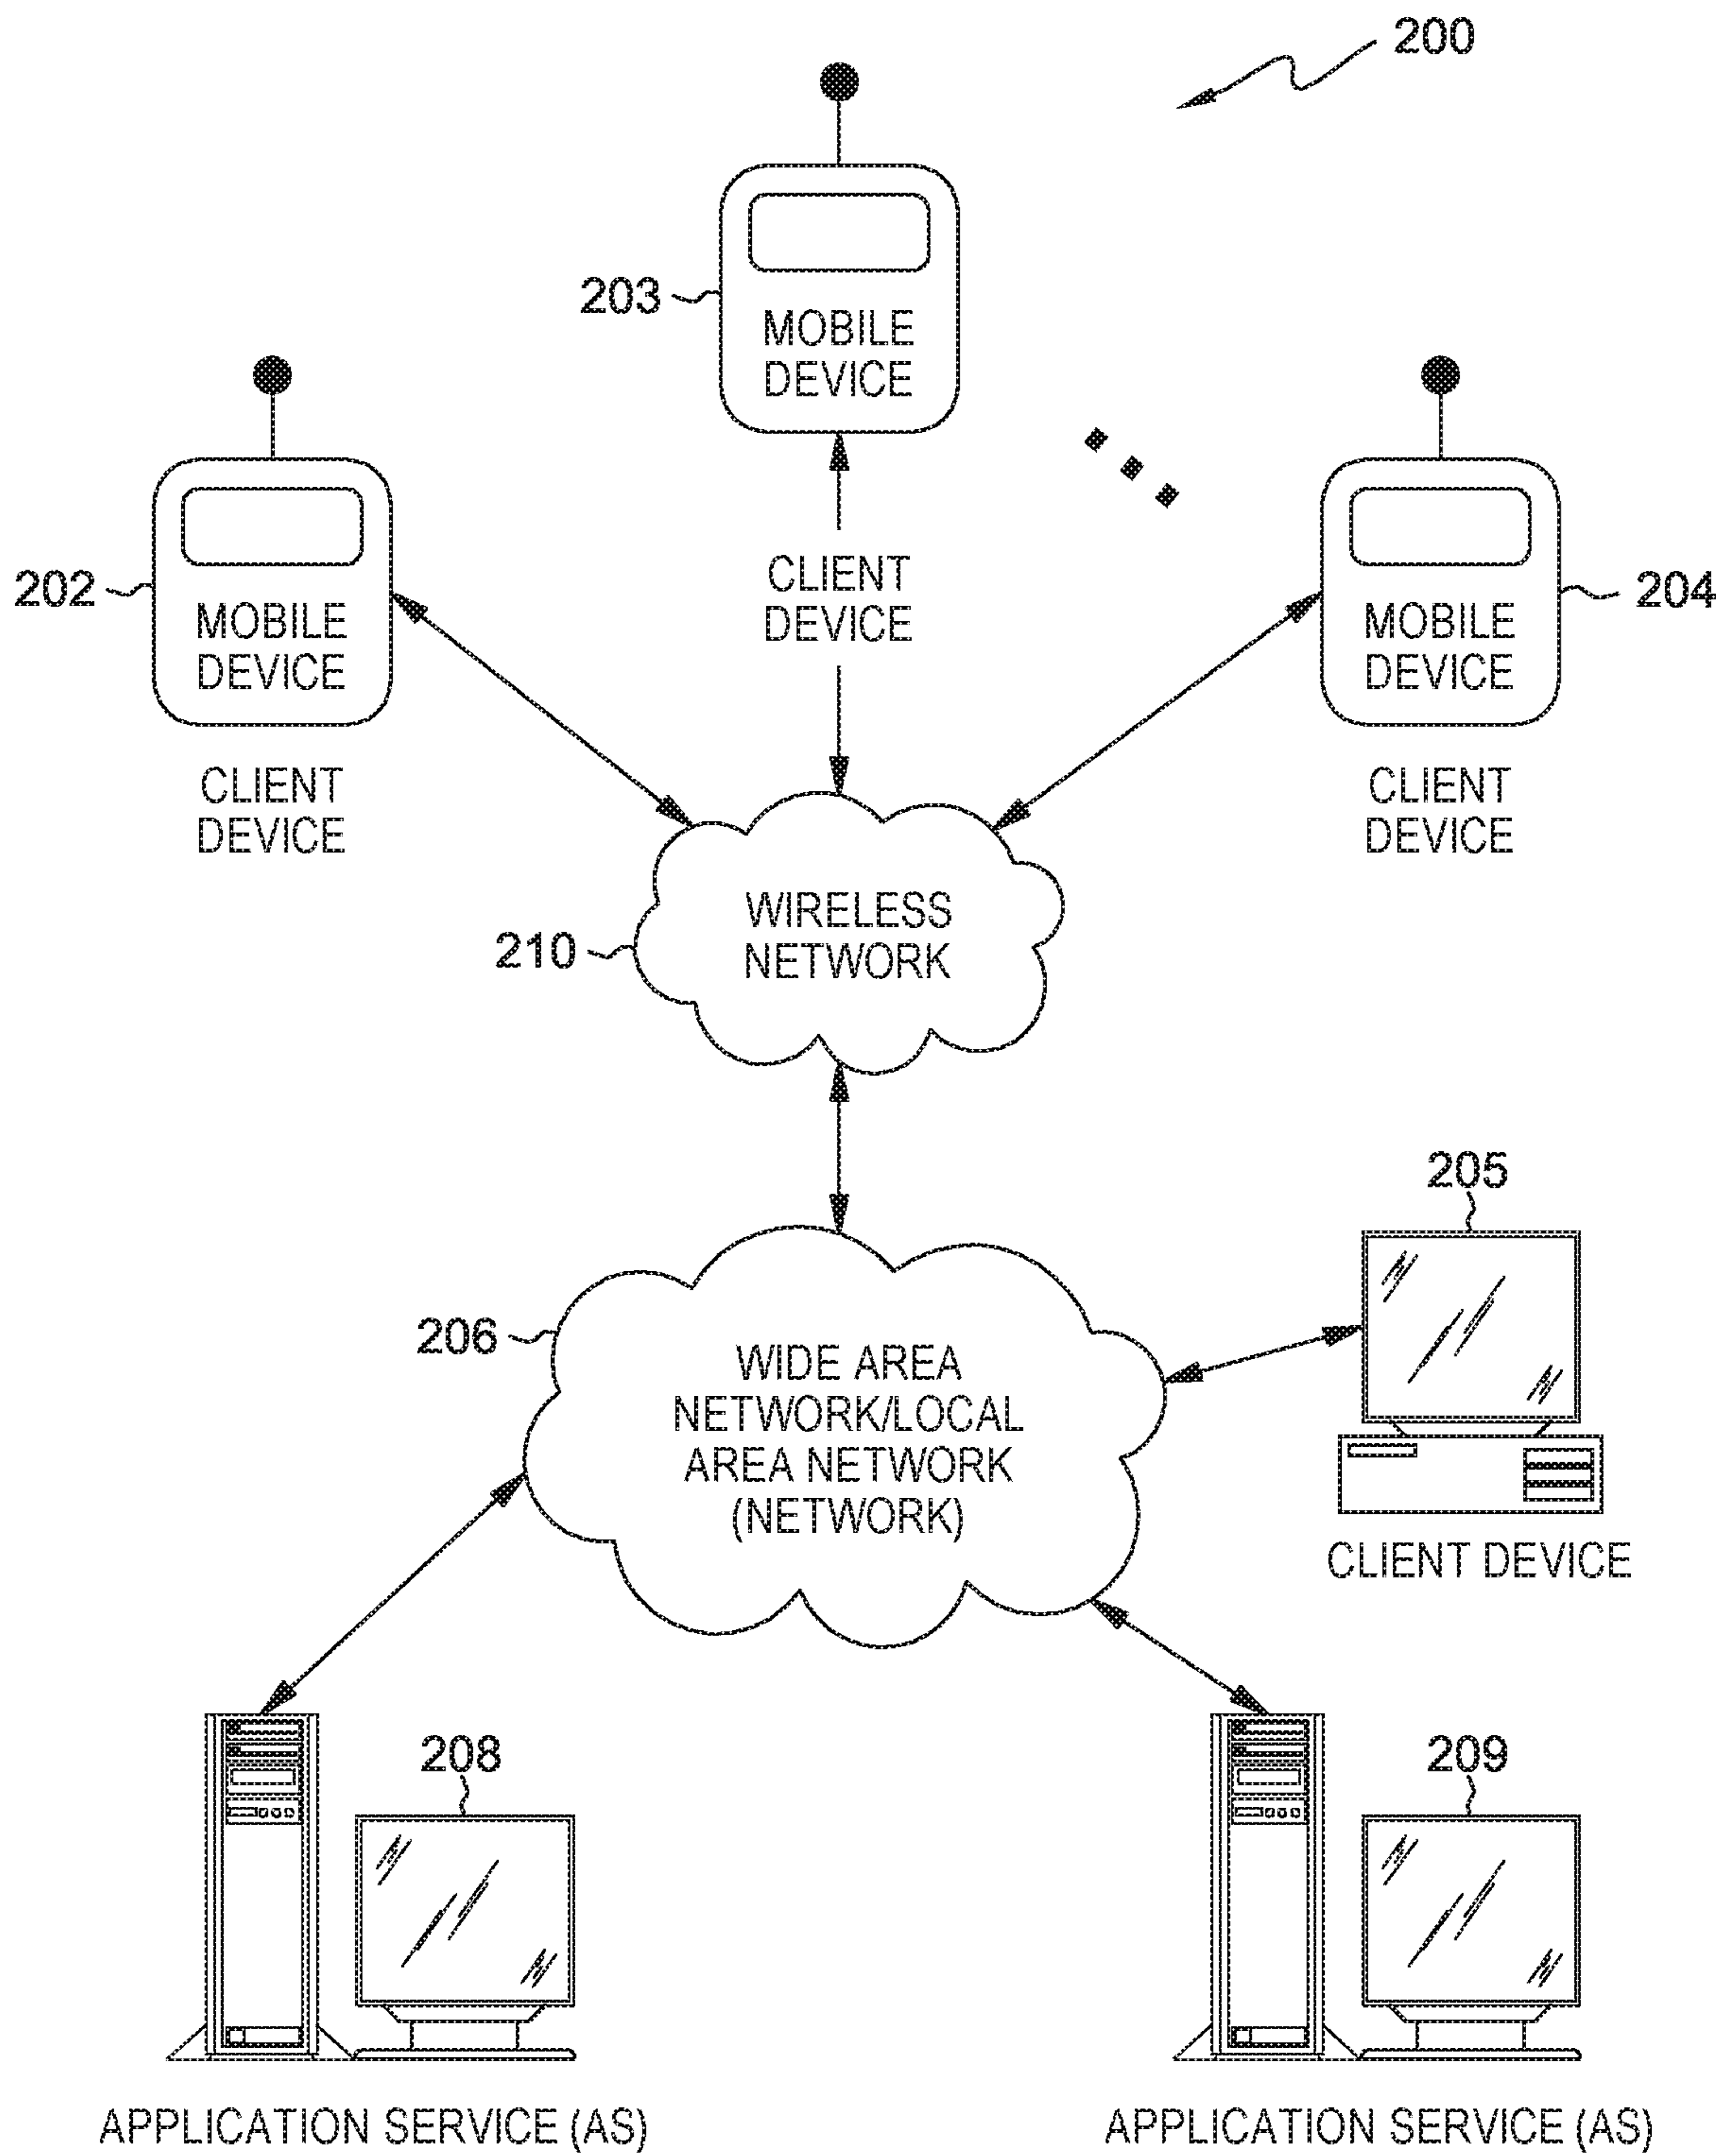 200
203
MOBILE
DEVICE
202
MOBILE
DEVICE
CLIENT
DEVICE
CLIENT
DEVICE
204
MOBILE
DEVICE
CLIENT
DEVICE
210
WIRELESS
NETWORK
206
WIDE AREA
NETWORK/LOCAL
AREA NETWORK
(NETWORK)
205
CLIENT DEVICE
208
APPLICATION SERVICE (AS)
209
APPLICATION SERVICE (AS)